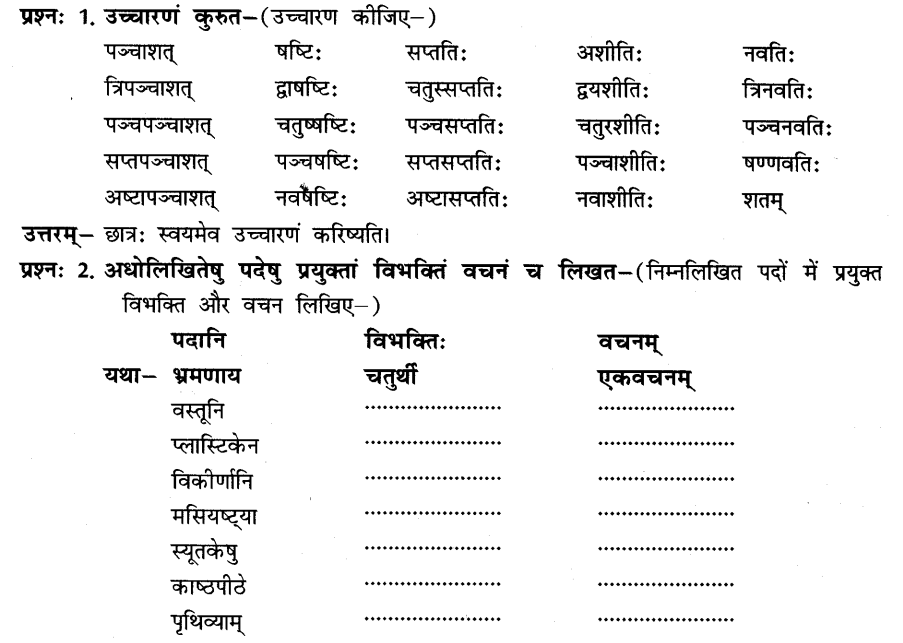 प्रश्नः 1. उच्चारणं कुरुत–(उच्चारण कीजिए–)
पञ्चाशत् षष्टिः सप्ततिः अशीतिः नवतिः
त्रिपञ्चाशत् द्वाषष्टिः चतुस्सप्ततिः द्वयशीतिः त्रिनवतिः
पञ्चपञ्चाशत् चतुष्षष्टिः पञ्चसप्ततिः चतुरशीतिः पञ्चनवतिः
सप्तपञ्चाशत् पञ्चषष्टिः सप्तसप्ततिः पञ्चाशीतिः षण्णवतिः
अष्टापञ्चाशत् नवषष्टिः अष्टासप्ततिः नवाशीतिः शतम्
उत्तरम्– छात्रः स्वयमेव उच्चारणं करिष्यति।
प्रश्नः 2. अधोलिखितेषु पदेषु प्रयुक्तां विभक्तिं वचनं च लिखत–(निम्नलिखित पदों में प्रयुक्त
विभक्ति और वचन लिखिए–)
पदानि विभक्तिः वचनम्
यथा– भ्रमणाय चतुर्थी एकवचनम्
वस्तूनि ........................ ........................
प्लास्टिकेन ........................ ........................
विकीर्णानि ........................ ........................
मसियष्ट्या ........................ ........................
स्यूतकेषु ........................ ........................
काष्ठपीठे ........................ ........................
पृथिव्याम् ........................ ........................